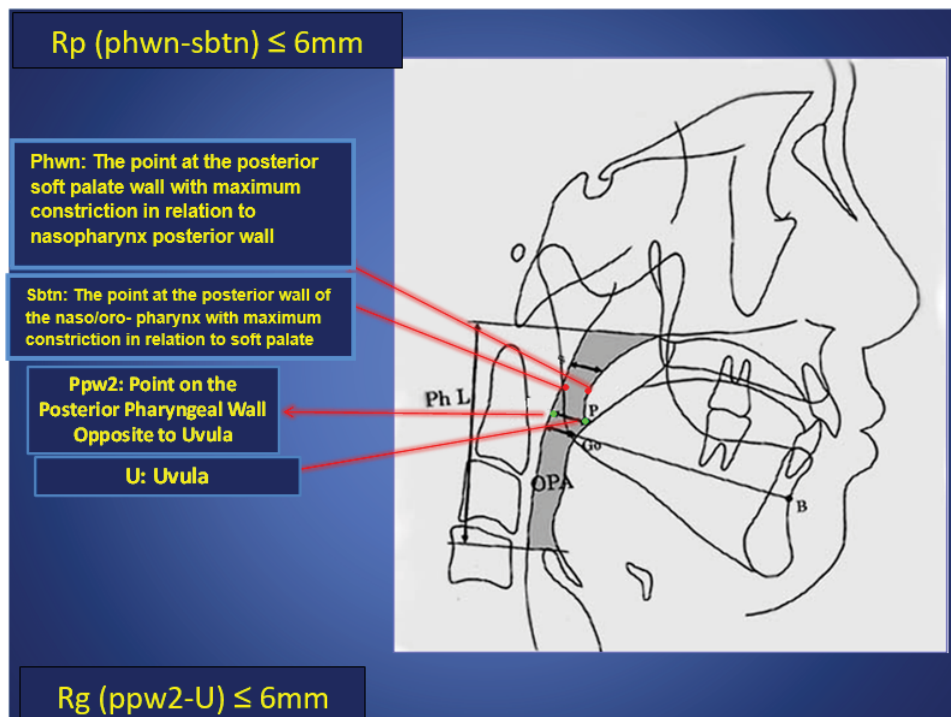 Rp (phwn-sbtn) ≤ 6mm
Phwn: The point at the posterior
soft palate wall with maximum
constriction in relation to
nasopharynx posterior wall
Sbtn: The point at the posterior wall of
the naso/oro- pharynx with maximum
constriction in relation to soft palate
Ppw2: Point on the
Posterior Pharyngeal Wall
Opposite to Uvula
U: Uvula
Ph L
s
P
Go
OPA
B
Rg (ppw2-U) ≤ 6mm